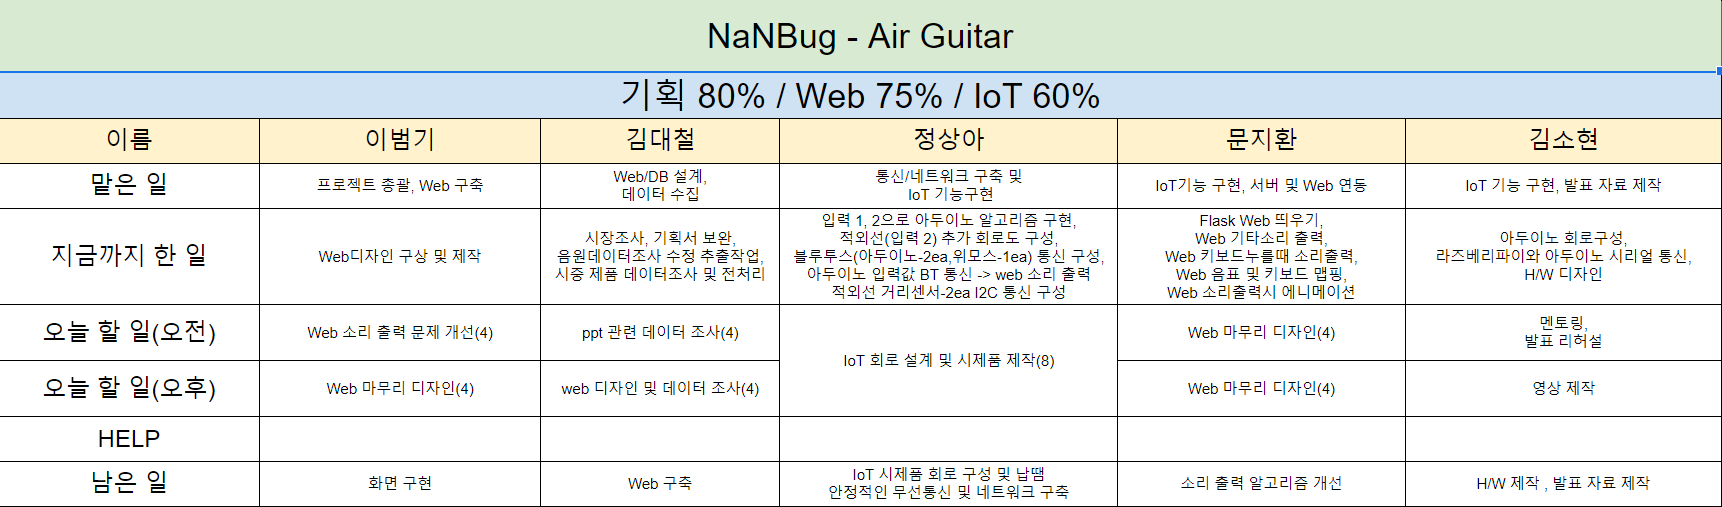 NaNBug - Air Guitar
기획 80% / Web 75% / IoT 60%
이름 이범기 김대철 정상아 문지환 김소현
맡은 일
프로젝트 총괄, Web 구축
Web/DB 설계,
데이터 수집
통신/네트워크 구축 및
IoT 기능구현
IoT기능 구현, 서버 및 Web 연동
IoT 기능 구현, 발표 자료 제작
지금까지 한 일
Web디자인 구상 및 제작
시장조사, 기획서 보완,
음원데이터조사 수정 추출작업,
시중 제품 데이터조사 및 전처리
입력 1, 2으로 아두이노 알고리즘 구현,
적외선(입력 2) 추가 회로도 구성,
블루투스(아두이노-2ea,위모스-1ea) 통신 구성,
아두이노 입력값 BT 통신 -> web 소리 출력
적외선 거리센서-2ea I2C 통신 구성
Flask Web 띄우기,
Web 기타소리 출력,
Web 키보드누를때 소리출력,
Web 음표 및 키보드 맵핑,
Web 소리출력시 에니메이션
아두이노 회로구성,
라즈베리파이와 아두이노 시리얼 통신,
H/W 디자인
오늘 할 일(오전)
Web 소리 출력 문제 개선(4)
ppt 관련 데이터 조사(4)
IoT 회로 설계 및 시제품 제작(8)
Web 마무리 디자인(4)
멘토링,
발표 리허설
오늘 할 일(오후)
Web 마무리 디자인(4)
web 디자인 및 데이터 조사(4)
Web 마무리 디자인(4)
영상 제작
HELP
남은 일
화면 구현
Web 구축
IoT 시제품 회로 구성 및 납땜
안정적인 무선통신 및 네트워크 구축
소리 출력 알고리즘 개선
H/W 제작 , 발표 자료 제작